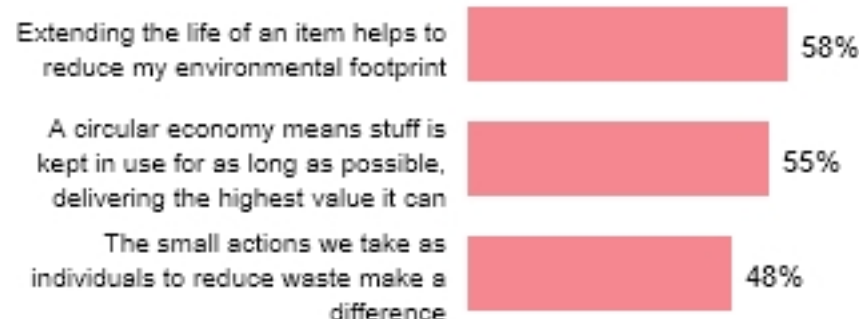 Extending the life of an item helps to
reduce my environmental footprint
58%
A circular economy means stuff is
kept in use for as long as possible,
delivering the highest value it can
55%
The small actions we take as
individuals to reduce waste make a
difference
48%